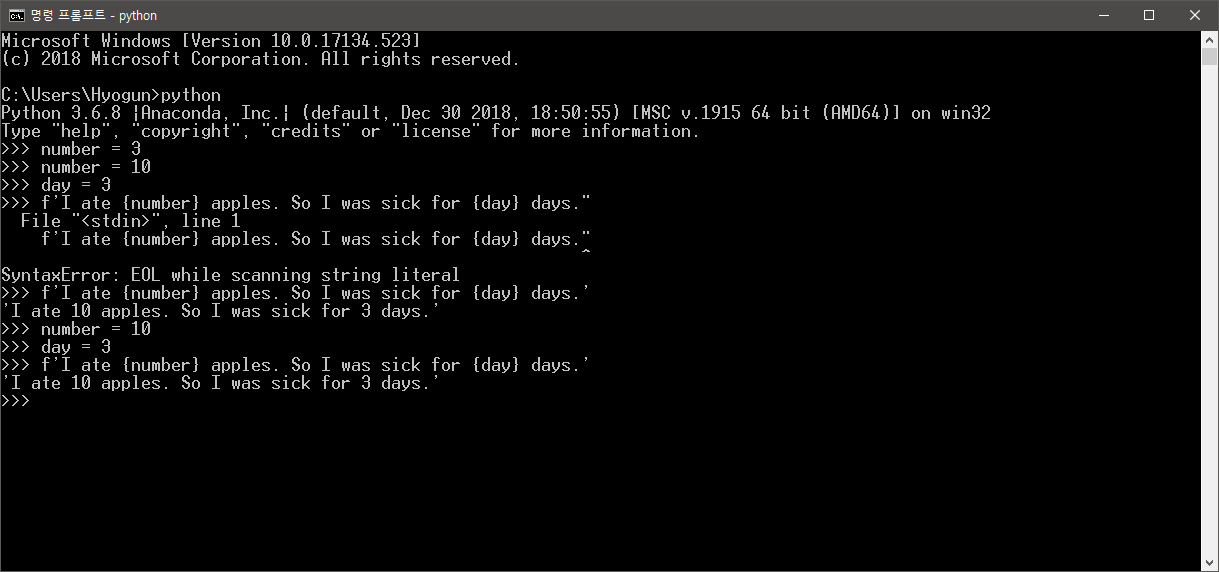 명령 프롬프트 - python
Microsoft Windows [Version 10.0.17134.523]
(c) 2018 Microsoft Corporation. All rights reserved.
C:\Users\Hyogun>python
Python 3.6.8 |Anaconda, Inc.| (default, Dec 30 2018, 18:50:55) [MSC v.1915 64 bit (AMD64)] on win32
Type "help", "copyright", "credits" or "license" for more information.
>>> number = 3
>>> number = 10
>>> day = 3
>>> f'I ate {number} apples. So I was sick for {day} days."
  File "<stdin>", line 1
    f'I ate {number} apples. So I was sick for {day} days."
                                                          ^
SyntaxError: EOL while scanning string literal
>>> f'I ate {number} apples. So I was sick for {day} days.'
'I ate 10 apples. So I was sick for 3 days.'
>>> number = 10
>>> day = 3
>>> f'I ate {number} apples. So I was sick for {day} days.'
'I ate 10 apples. So I was sick for 3 days.'
>>>